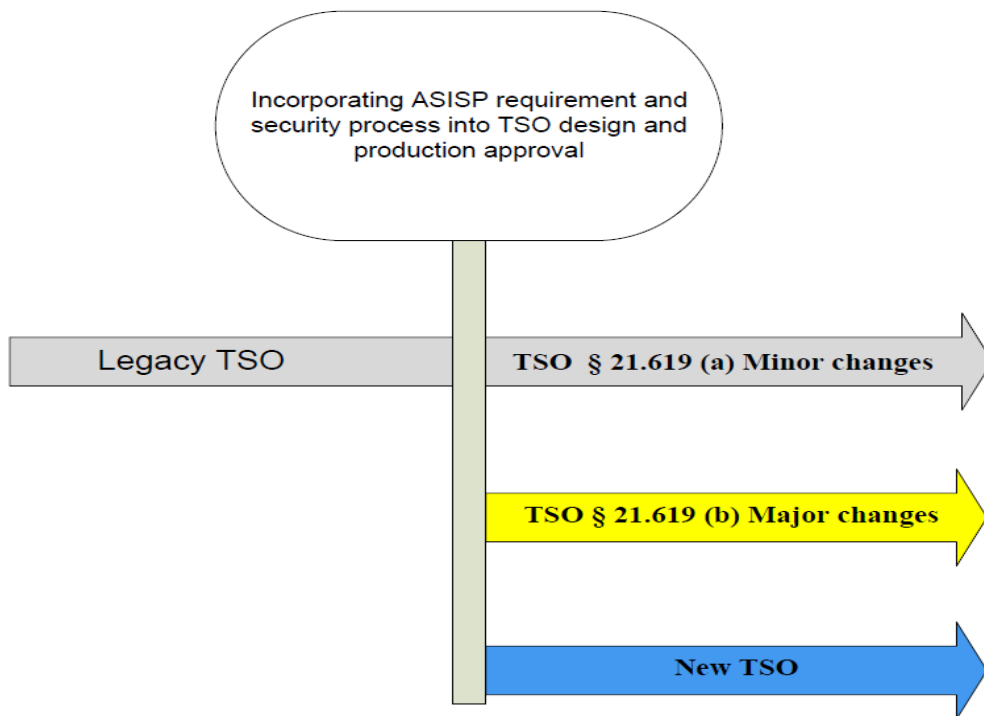 Incorporating ASISP requirement and
security process into TSO design and
production approval
Legacy TSO
TSO § 21.619 (a) Minor changes
TSO § 21.619 (b) Major changes
New TSO